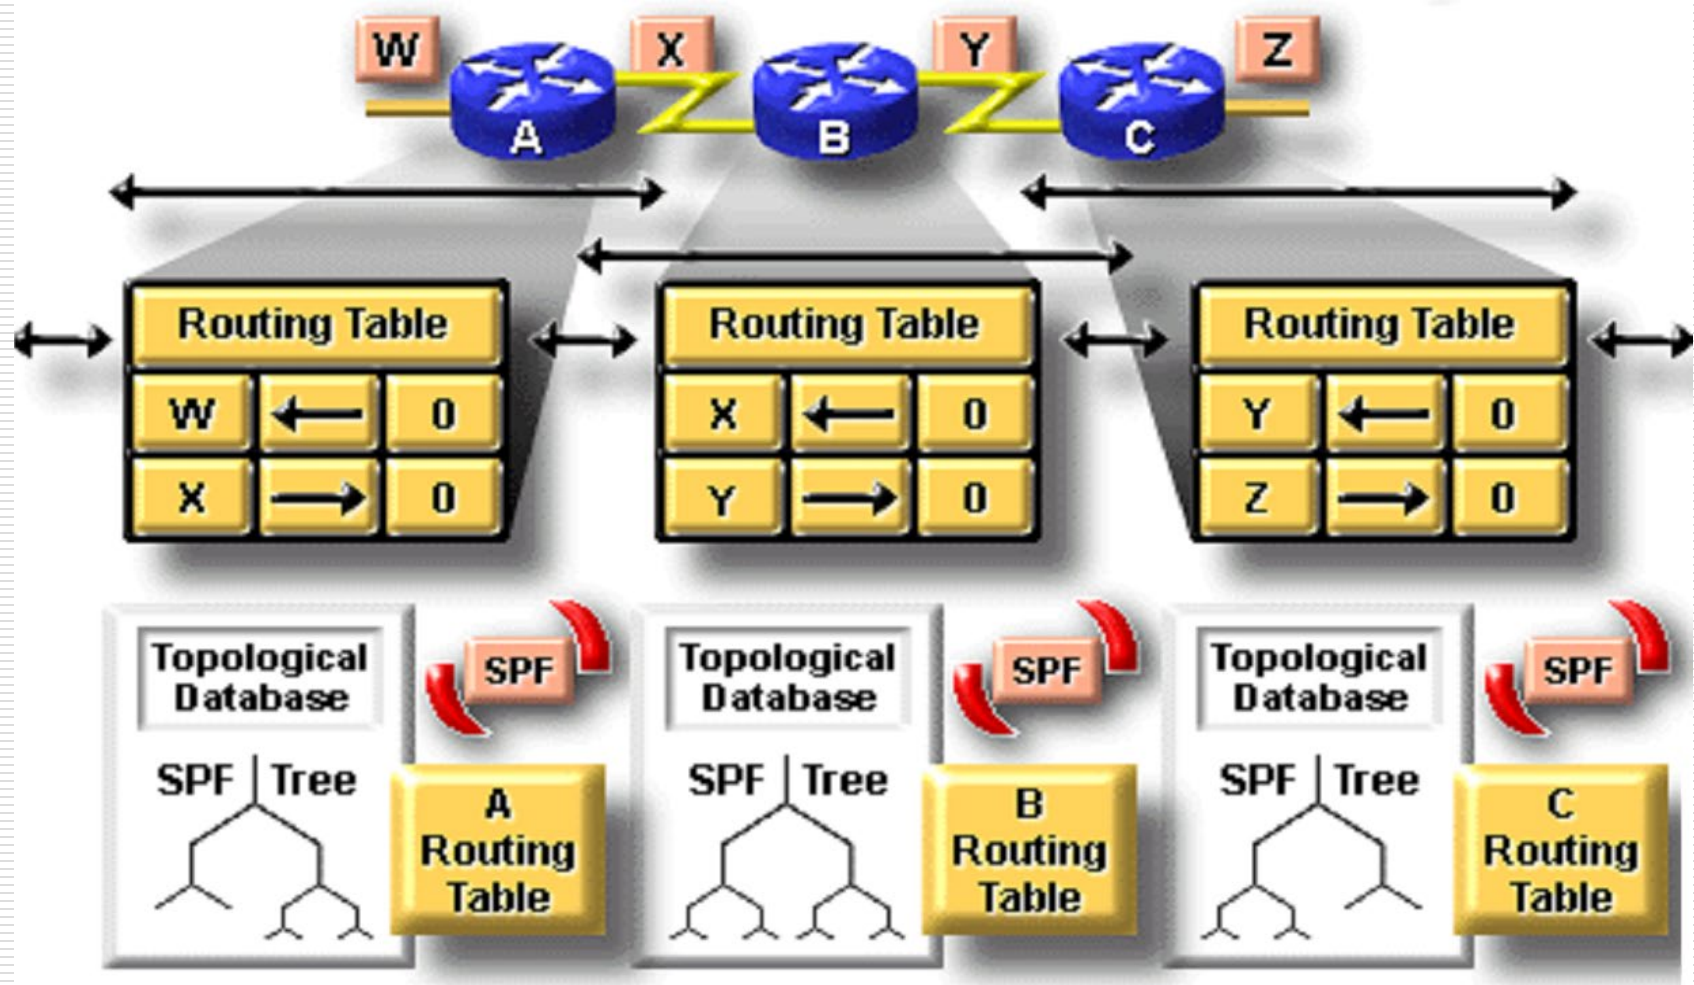 W X Y Z
A B C
Routing Table Routing Table Routing Table
W 0 X 0 Y 0
X 0 Y 0 Z 0
Topological SPF Topological SPF Topological SPF
Database Database Database
SPF Tree SPF Tree SPF Tree
A B C
Routing Routing Routing
Table Table Table